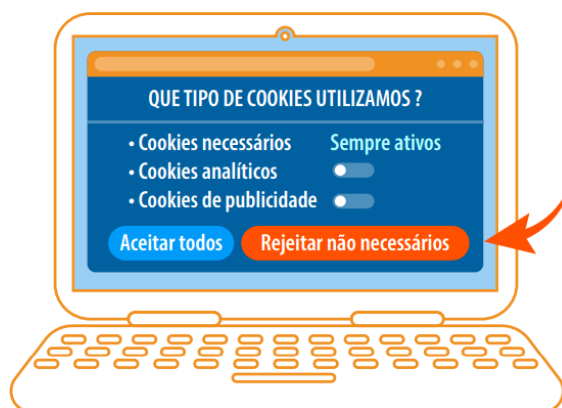 QUE TIPO DE COOKIES UTILIZAMOS ?
• Cookies necessários Sempre ativos
• Cookies analíticos
• Cookies de publicidade
Aceitar todos Rejeitar não necessários